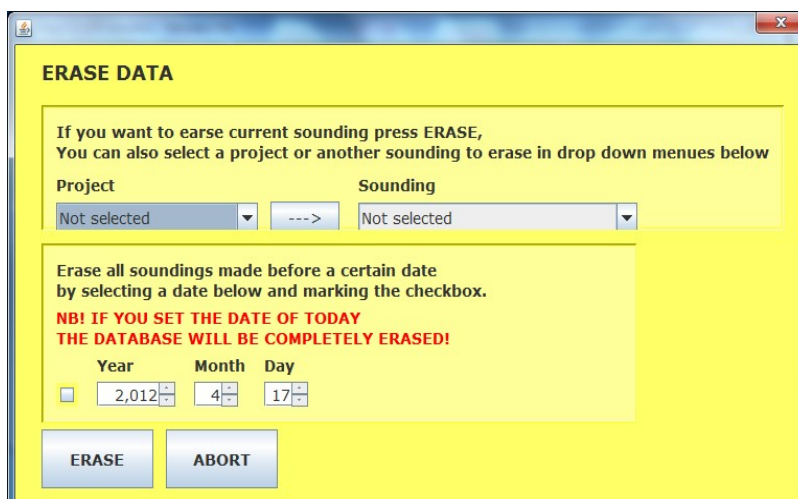 X
ERASE DATA
If you want to earse current sounding press ERASE,
You can also select a project or another sounding to erase in drop down menues below
Project Sounding
Not selected ---> Not selected
Erase all soundings made before a certain date
by selecting a date below and marking the checkbox.
NB! IF YOU SET THE DATE OF TODAY
THE DATABASE WILL BE COMPLETELY ERASED!
Year Month Day
2,012 4 17
ERASE ABORT